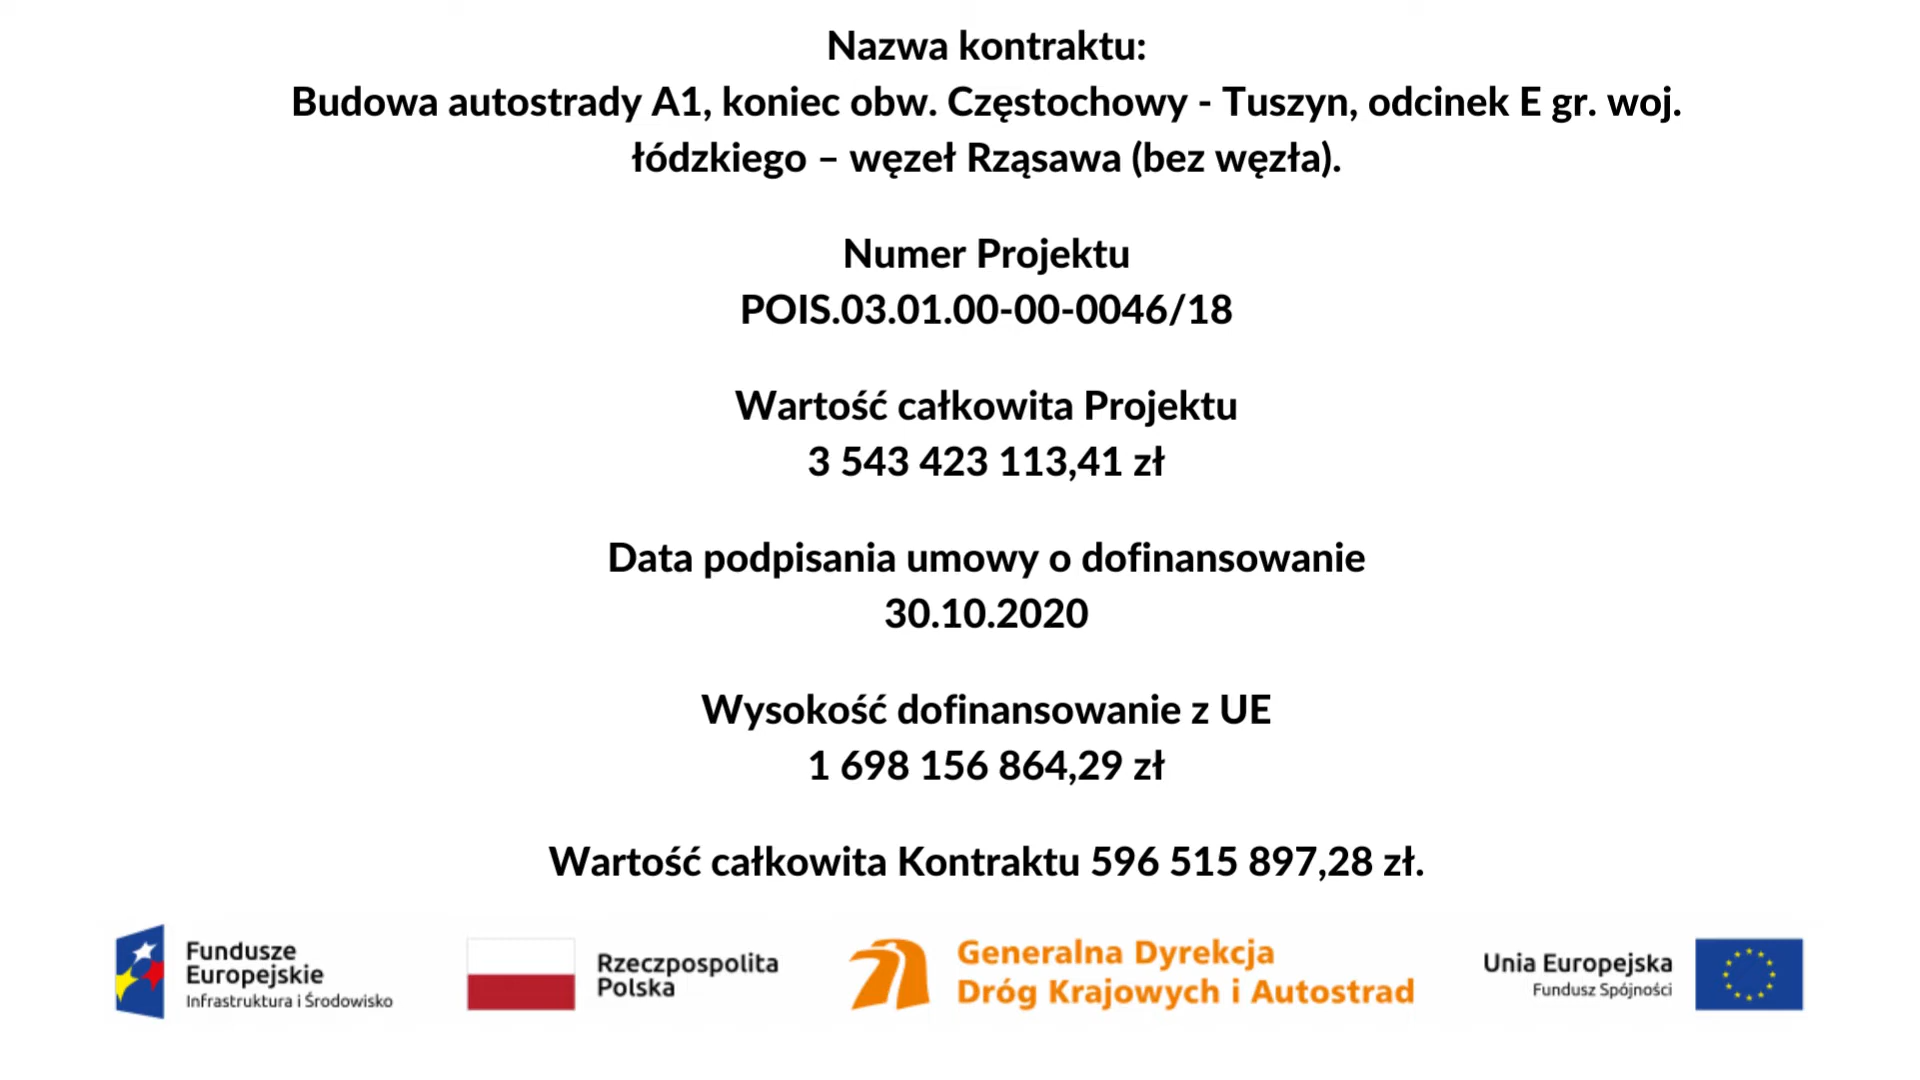 Nazwa kontraktu:
Budowa autostrady A1, koniec obw. Częstochowy - Tuszyn, odcinek E gr. woj.
łódzkiego – węzeł Rząsawa (bez węzła).
Numer Projektu
POIS.03.01.00-00-0046/18
Wartość całkowita Projektu
3 543 423 113,41 zł
Data podpisania umowy o dofinansowanie
30.10.2020
Wysokość dofinansowanie z UE
1 698 156 864,29 zł
Wartość całkowita Kontraktu 596 515 897,28 zł.
Fundusze
Europejskie
Infrastruktura i Środowisko
Rzeczpospolita
Polska
Generalna Dyrekcja
Dróg Krajowych i Autostrad
Unia Europejska
Fundusz Spójności